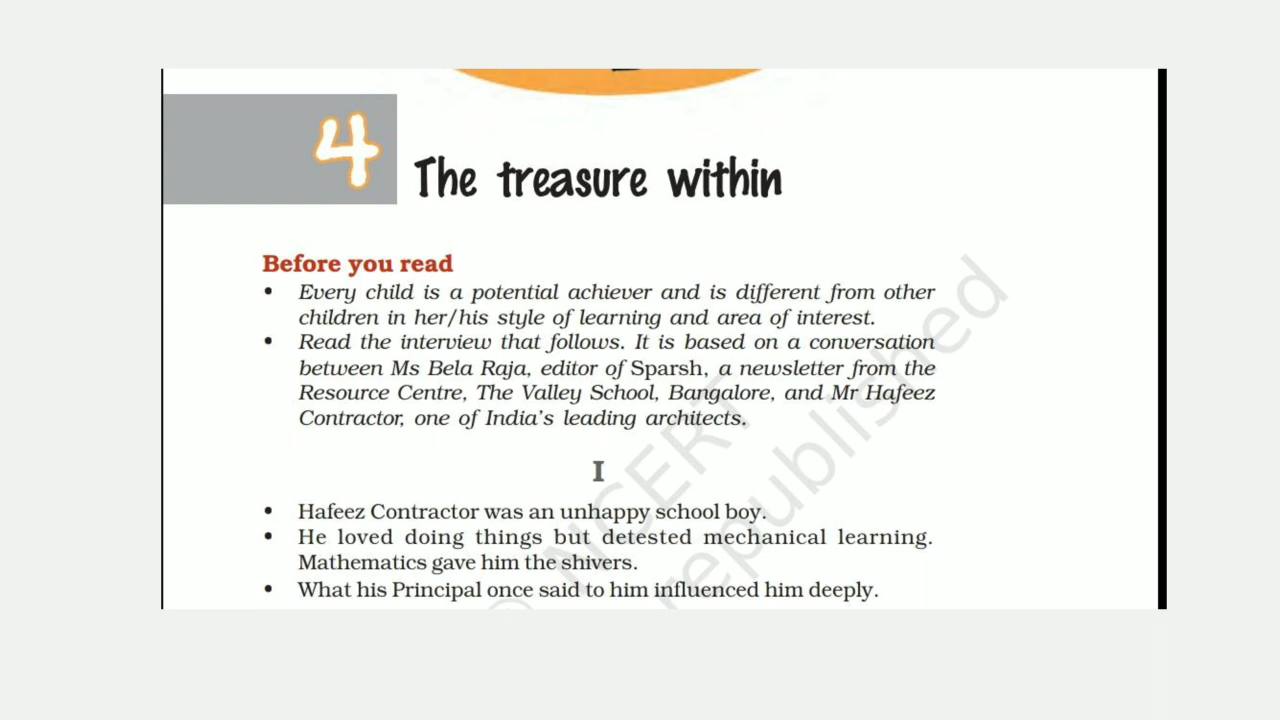 4
The treasure within
Before you read
• Every child is a potential achiever and is different from other
children in her/his style of learning and area of interest.
• Read the interview that follows. It is based on a conversation
between Ms Bela Raja, editor of Sparsh, a newsletter from the
Resource Centre, The Valley School, Bangalore, and Mr Hafeez
Contractor, one of India's leading architects.
I
• Hafeez Contractor was an unhappy school boy.
• He loved doing things but detested mechanical learning.
Mathematics gave him the shivers.
• What his Principal once said to him influenced him deeply.
© NCERT
republished